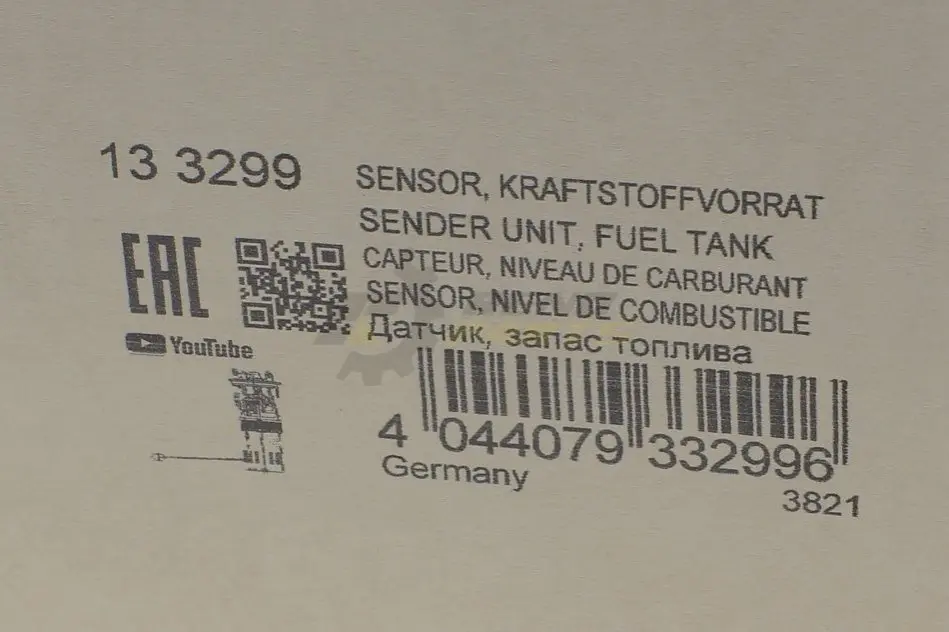 13 3299
SENSOR, KRAFTSTOFFVORRAT
SENDER UNIT, FUEL TANK
CAPTEUR, NIVEAU DE CARBURANT
SENSOR, NIVEL DE COMBUSTIBLE
Датчик, запас топлива
EAC
YouTube
4 044079 332996
Germany
3821